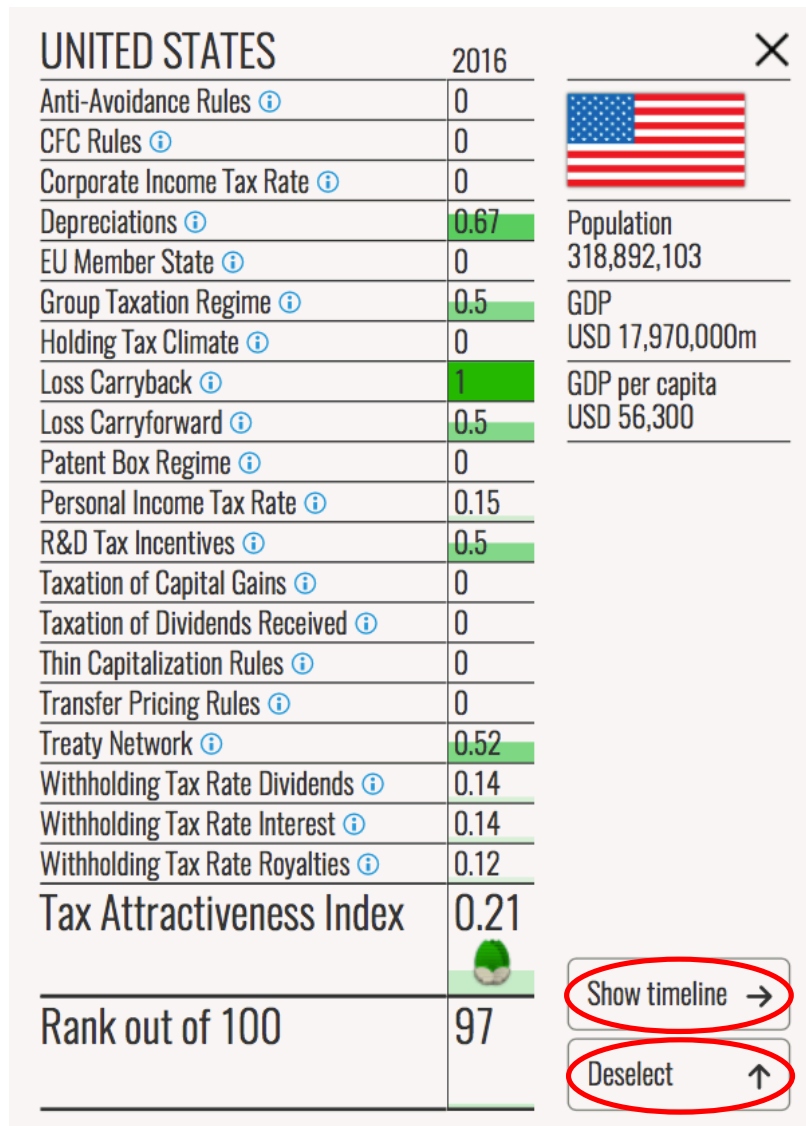 UNITED STATES 2016
Anti-Avoidance Rules 0
CFC Rules 0
Corporate Income Tax Rate 0
Depreciations 0.67
EU Member State 0
Group Taxation Regime 0.5
Holding Tax Climate 0
Loss Carryback 1
Loss Carryforward 0.5
Patent Box Regime 0
Personal Income Tax Rate 0.15
R&D Tax Incentives 0.5
Taxation of Capital Gains 0
Taxation of Dividends Received 0
Thin Capitalization Rules 0
Transfer Pricing Rules 0
Treaty Network 0.52
Withholding Tax Rate Dividends 0.14
Withholding Tax Rate Interest 0.14
Withholding Tax Rate Royalties 0.12
Tax Attractiveness Index 0.21
Rank out of 100 97
Population
318,892,103
GDP
USD 17,970,000m
GDP per capita
USD 56,300
Show timeline →
Deselect ↑